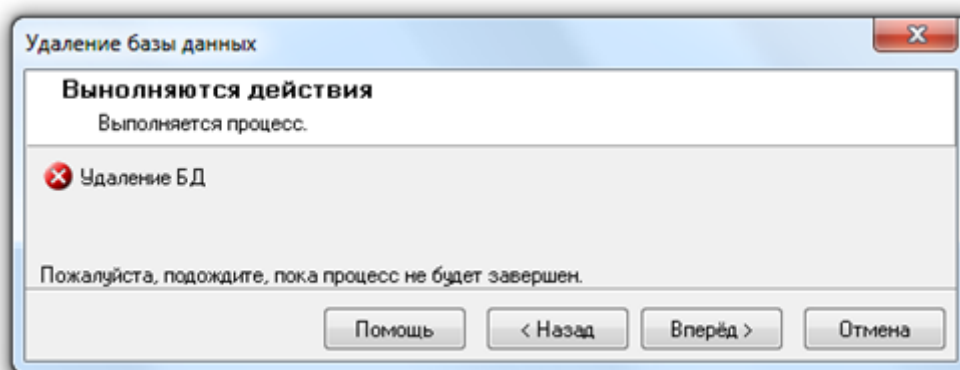 Удаление базы данных
Вынолняются действия
Выполняется процесс.
Удаление БД
Пожалуйста, подождите, пока процесс не будет завершен.
Помощь < Назад Вперёд > Отмена